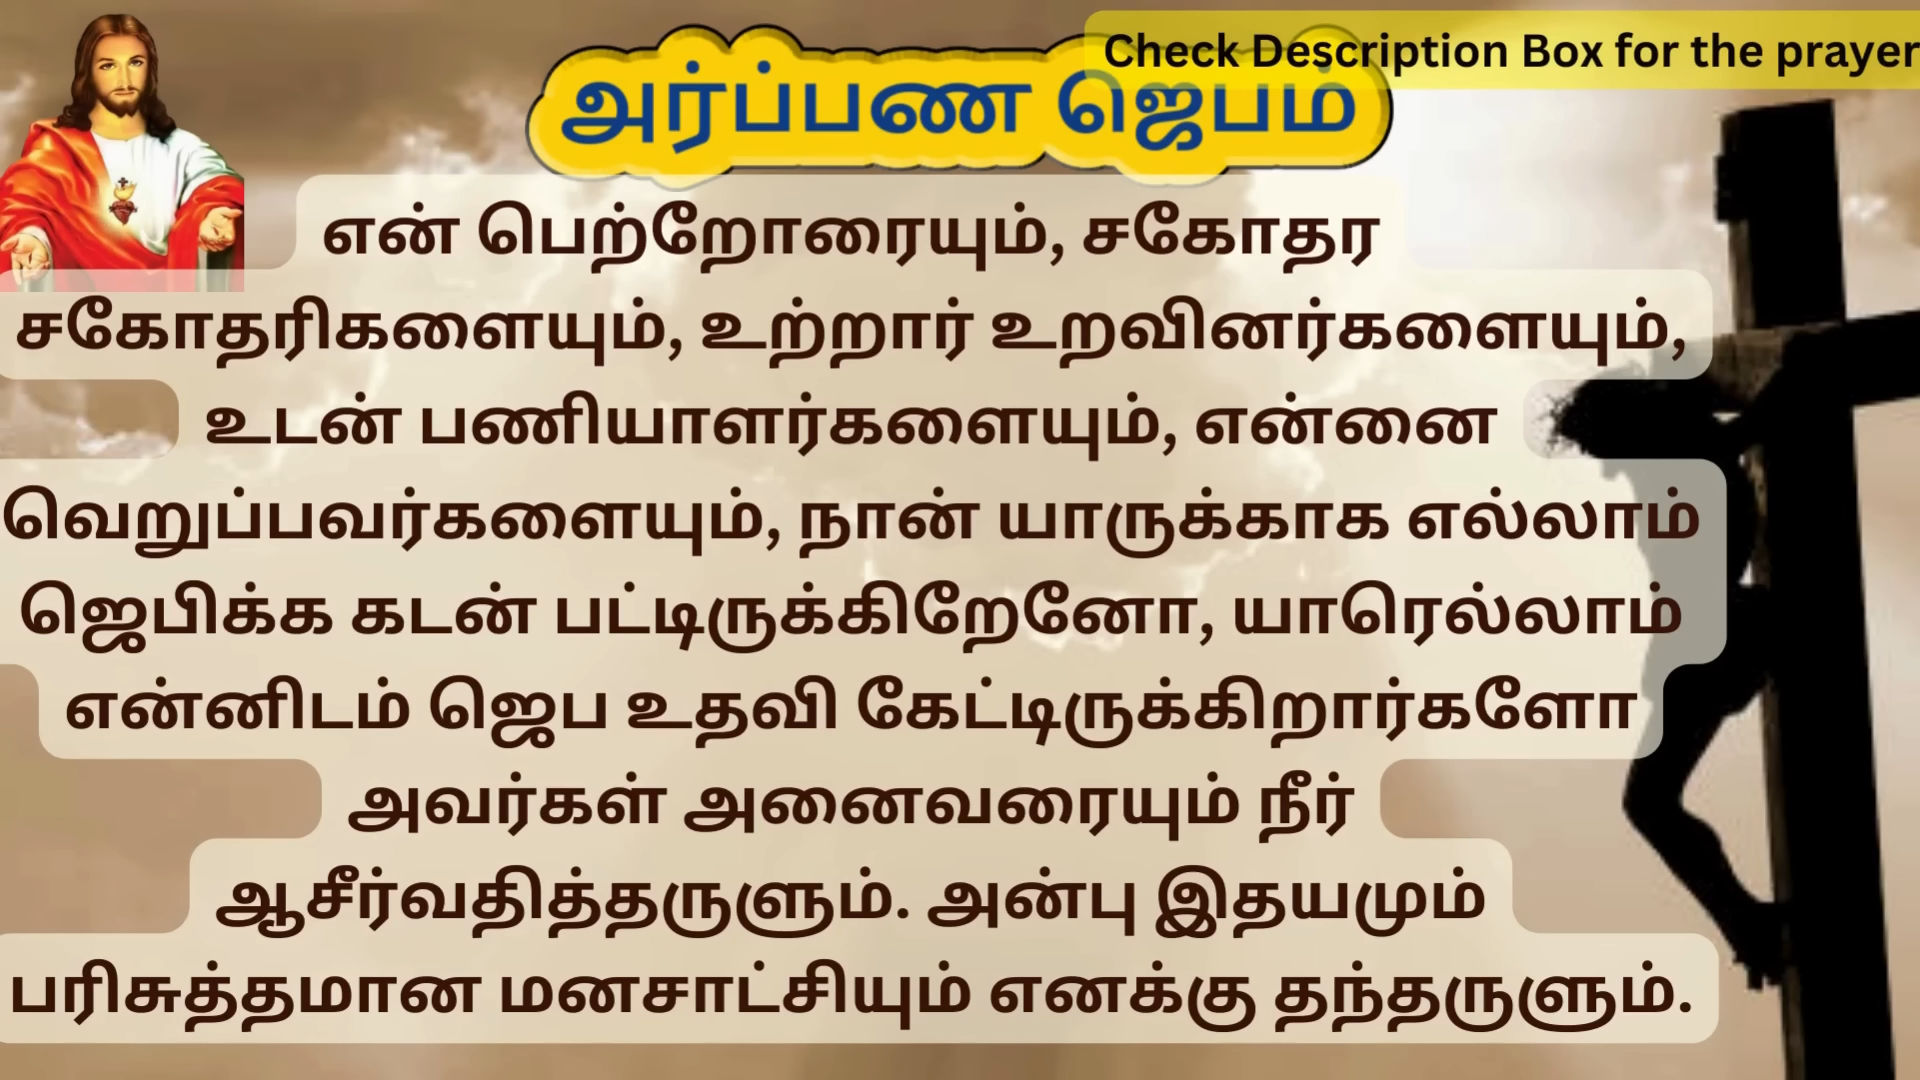 Check Description Box for the prayer
அர்ப்பண ஜெபம்
என் பெற்றோரையும், சகோதர
சகோதரிகளையும், உற்றார் உறவினர்களையும்,
உடன் பணியாளர்களையும், என்னை
வெறுப்பவர்களையும், நான் யாருக்காக எல்லாம்
ஜெபிக்க கடன் பட்டிருக்கிறேனோ, யாரெல்லாம்
என்னிடம் ஜெப உதவி கேட்டிருக்கிறார்களோ
அவர்கள் அனைவரையும் நீர்
ஆசீர்வதித்தருளும். அன்பு இதயமும்
பரிசுத்தமான மனசாட்சியும் எனக்கு தந்தருளும்.